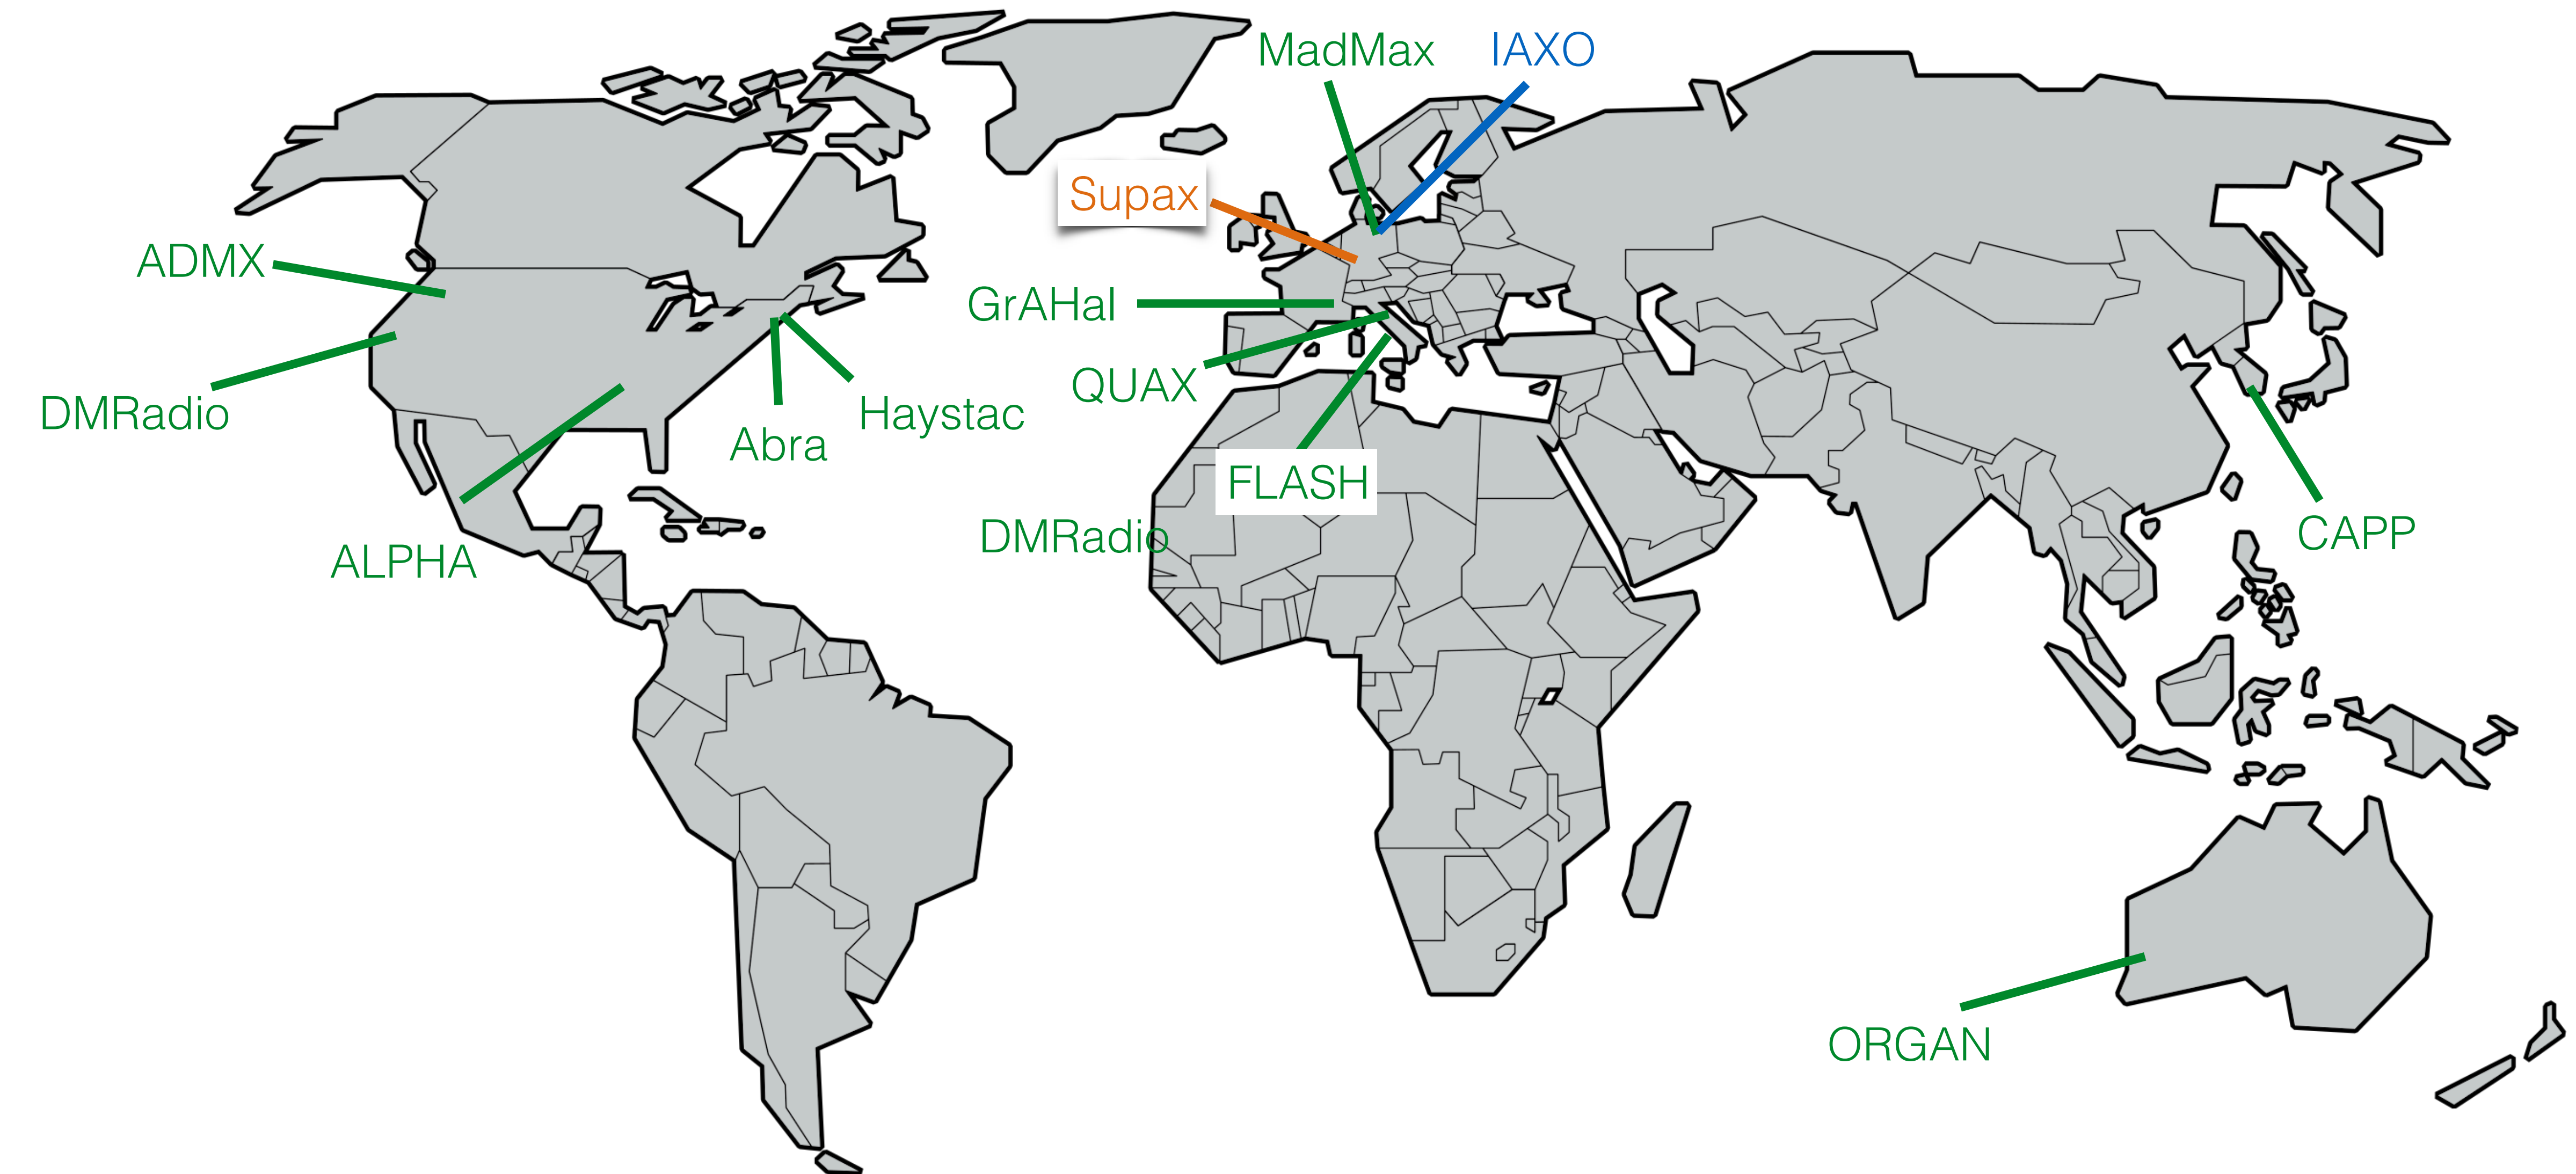 MadMax
IAXO
Supax
ADMX
GrAHal
DMRadio
QUAX
Haystac
Abra
FLASH
DMRadio
CAPP
ALPHA
ORGAN